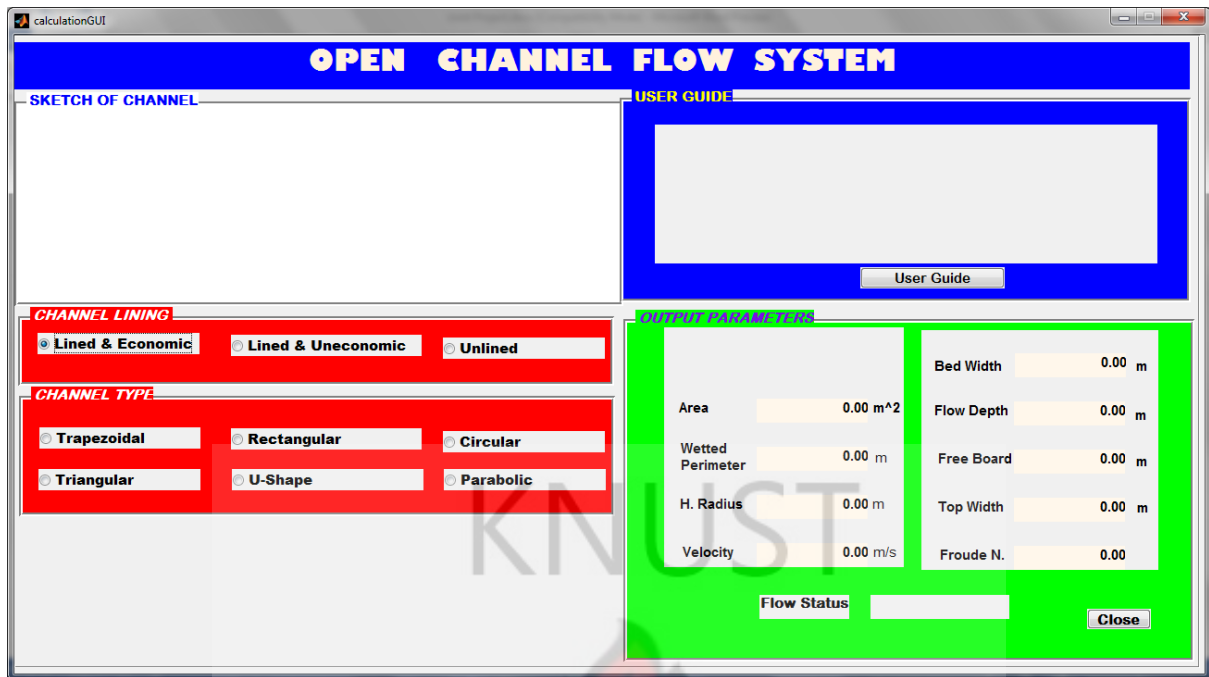 calculationGUI
OPEN CHANNEL FLOW SYSTEM
SKETCH OF CHANNEL
USER GUIDE
User Guide
CHANNEL LINING
Lined & Economic
Lined & Uneconomic
Unlined
CHANNEL TYPE
Trapezoidal
Rectangular
Circular
Triangular
U-Shape
Parabolic
KNUST
OUTPUT PARAMETERS
Area 0.00 m^2
Wetted
Perimeter 0.00 m
H. Radius 0.00 m
Velocity 0.00 m/s
Bed Width 0.00 m
Flow Depth 0.00 m
Free Board 0.00 m
Top Width 0.00 m
Froude N. 0.00
Flow Status
Close